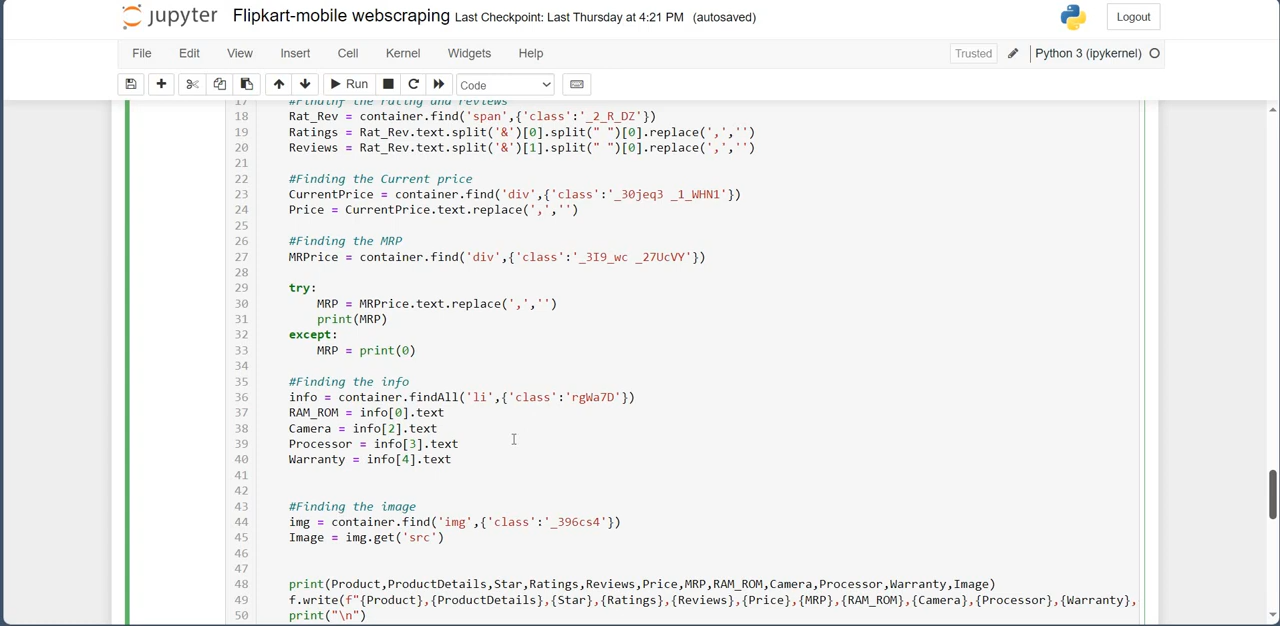 jupyter Flipkart-mobile webscraping Last Checkpoint: Last Thursday at 4:21 PM (autosaved) Logout
File Edit View Insert Cell Kernel Widgets Help Trusted Python 3 (ipykernel)
Run Code
17 #Findinf the rating and reviews
18 Rat_Rev = container.find('span',{'class':'_2_R_DZ'})
19 Ratings = Rat_Rev.text.split('&')[0].split(" ")[0].replace(',','')
20 Reviews = Rat_Rev.text.split('&')[1].split(" ")[0].replace(',','')
21
22 #Finding the Current price
23 CurrentPrice = container.find('div',{'class':'_30jeq3 _1_WHN1'})
24 Price = CurrentPrice.text.replace(',','')
25
26 #Finding the MRP
27 MRPrice = container.find('div',{'class':'_3I9_wc _27UcVY'})
28
29 try:
30 MRP = MRPrice.text.replace(',','')
31 print(MRP)
32 except:
33 MRP = print(0)
34
35 #Finding the info
36 info = container.findAll('li',{'class':'rgWa7D'})
37 RAM_ROM = info[0].text
38 Camera = info[2].text
39 Processor = info[3].text
40 Warranty = info[4].text
41
42
43 #Finding the image
44 img = container.find('img',{'class':'_396cs4'})
45 Image = img.get('src')
46
47
48 print(Product,ProductDetails,Star,Ratings,Reviews,Price,MRP,RAM_ROM,Camera,Processor,Warranty,Image)
49 f.write(f"{Product},{ProductDetails},{Star},{Ratings},{Reviews},{Price},{MRP},{RAM_ROM},{Camera},{Processor},{Warranty},
50 print("\n")